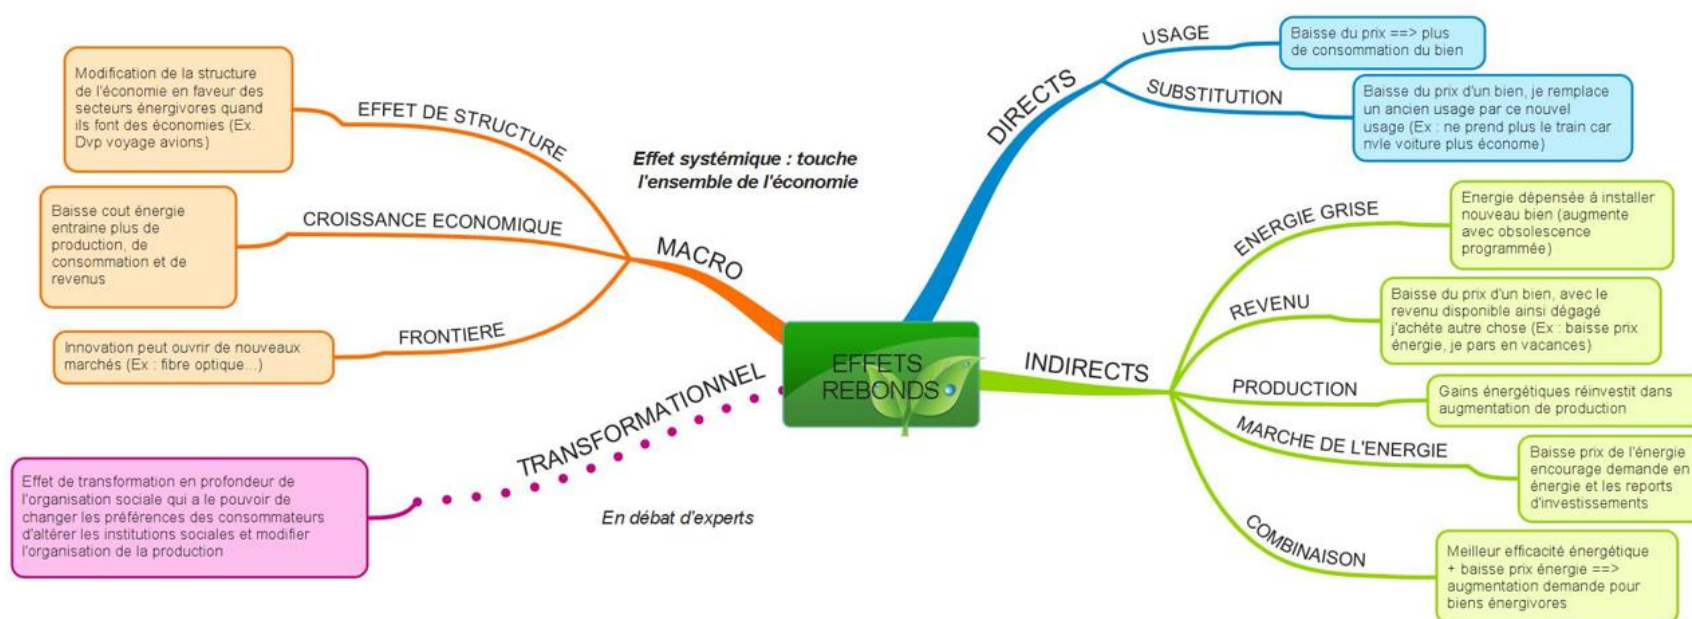 EFFETS
REBONDS
DIRECTS
USAGE
Baisse du prix ==> plus
de consommation du bien
SUBSTITUTION
Baisse du prix d'un bien, je remplace
un ancien usage par ce nouvel
usage (Ex : ne prend plus le train car
nvle voiture plus économe)
INDIRECTS
ENERGIE GRISE
Energie dépensée à installer
nouveau bien (augmente
avec obsolescence
programmée)
REVENU
Baisse du prix d'un bien, avec le
revenu disponible ainsi dégagé
j'achéte autre chose (Ex : baisse prix
énergie, je pars en vacances)
PRODUCTION
Gains énergétiques réinvestit dans
augmentation de production
MARCHE DE L'ENERGIE
Baisse prix de l'énergie
encourage demande en
énergie et les reports
d'investissements
COMBINAISON
Meilleur efficacité énergétique
+ baisse prix énergie ==>
augmentation demande pour
biens énergivores
MACRO
Effet systémique : touche
l'ensemble de l'économie
EFFET DE STRUCTURE
Modification de la structure
de l'économie en faveur des
secteurs énergivores quand
ils font des économies (Ex.
Dvp voyage avions)
CROISSANCE ECONOMIQUE
Baisse cout énergie
entraine plus de
production, de
consommation et de
revenus
FRONTIERE
Innovation peut ouvrir de nouveaux
marchés (Ex : fibre optique...)
TRANSFORMATIONNEL
En débat d'experts
Effet de transformation en profondeur de
l'organisation sociale qui a le pouvoir de
changer les préférences des consommateurs
d'altérer les institutions sociales et modifier
l'organisation de la production